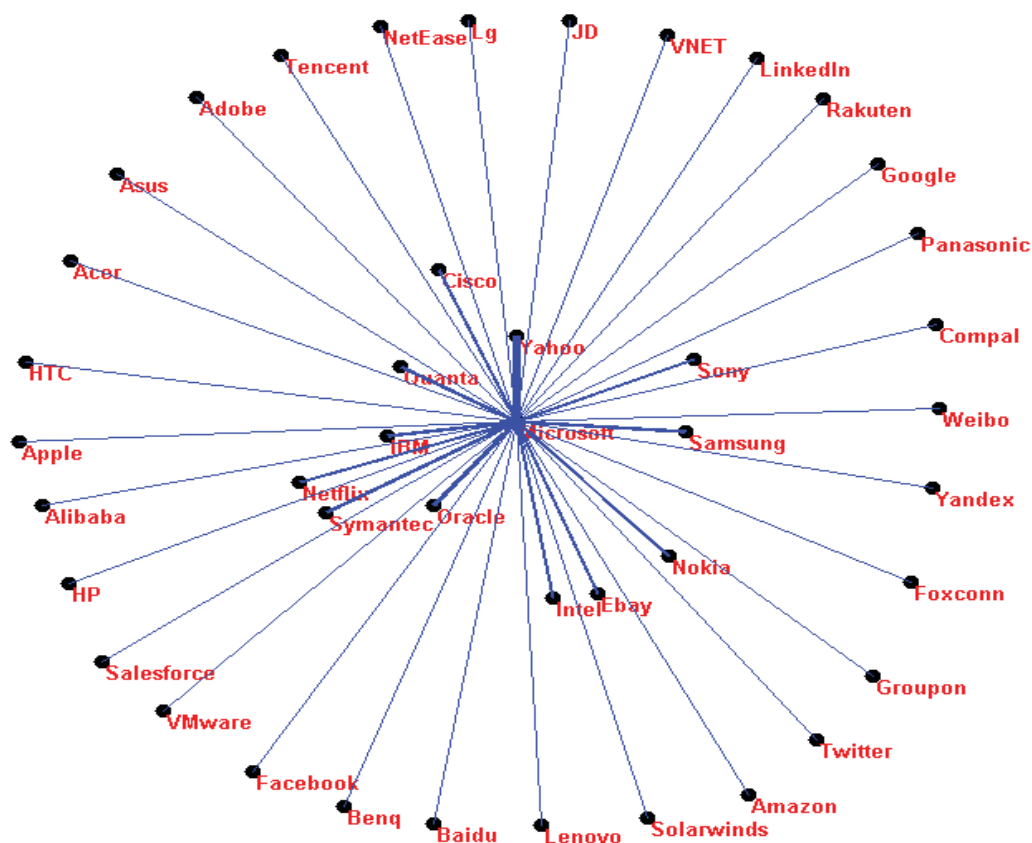 NetEase
Lg
JD
VNET
Tencent
LinkedIn
Adobe
Rakuten
Asus
Google
Panasonic
Acer
Cisco
Compal
Yahoo
HTC
Quanta
Sony
Weibo
Microsoft
Samsung
Apple
IBM
Netflix
Yandex
Alibaba
Symantec
Oracle
Nokia
HP
Intel
Ebay
Foxconn
Salesforce
Groupon
VMware
Twitter
Facebook
Benq
Amazon
Baidu
Lenovo
Solarwinds